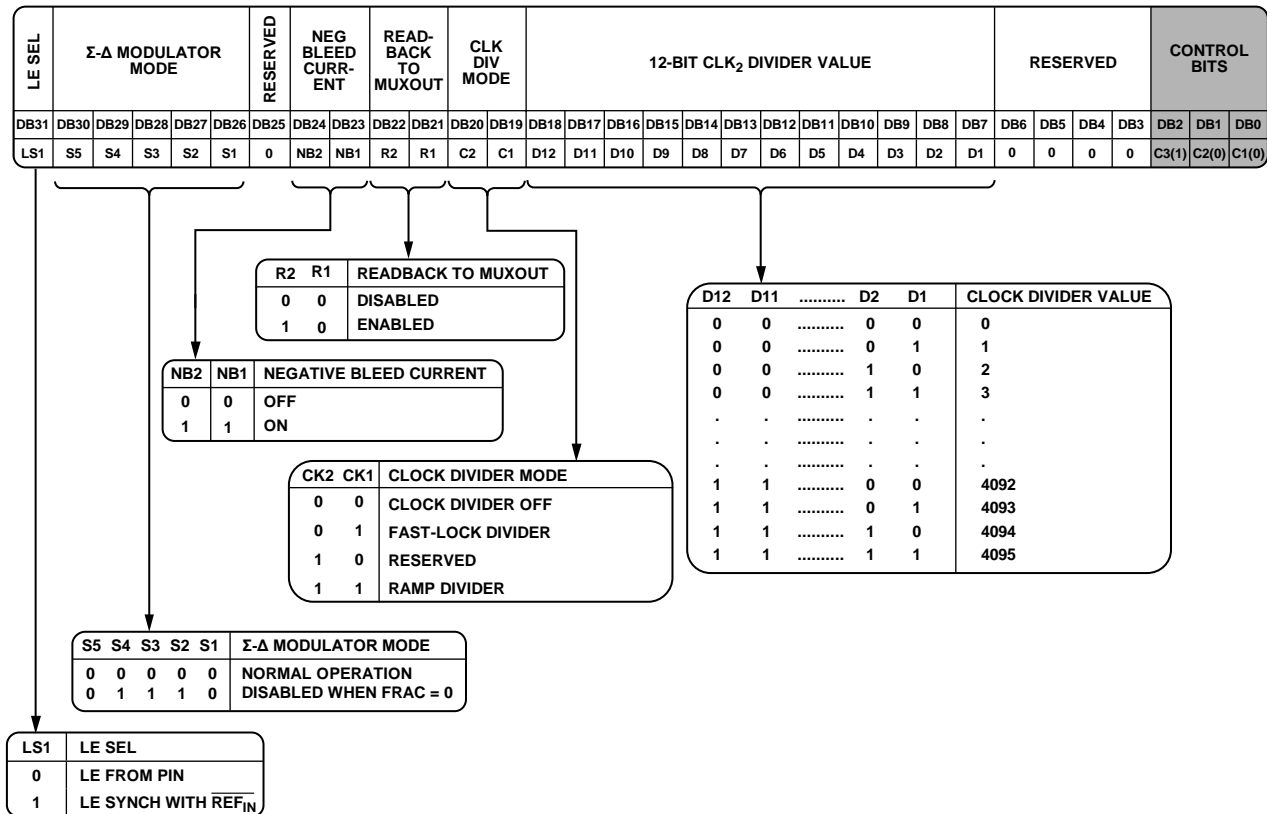 LE SEL
Σ-Δ MODULATOR
MODE
RESERVED
NEG
BLEED
CURR-
ENT
READ-
BACK
TO
MUXOUT
CLK
DIV
MODE
12-BIT CLK2 DIVIDER VALUE
RESERVED
CONTROL
BITS
DB31 DB30 DB29 DB28 DB27 DB26 DB25 DB24 DB23 DB22 DB21 DB20 DB19 DB18 DB17 DB16 DB15 DB14 DB13 DB12 DB11 DB10 DB9 DB8 DB7 DB6 DB5 DB4 DB3 DB2 DB1 DB0
LS1 S5 S4 S3 S2 S1 0 NB2 NB1 R2 R1 C2 C1 D12 D11 D10 D9 D8 D7 D6 D5 D4 D3 D2 D1 0 0 0 0 C3(1) C2(0) C1(0)
R2 R1 READBACK TO MUXOUT
0 0 DISABLED
1 0 ENABLED
D12 D11 .......... D2 D1 CLOCK DIVIDER VALUE
0 0 .......... 0 0 0
0 0 .......... 0 1 1
0 0 .......... 1 0 2
0 0 .......... 1 1 3
. . .......... . . .
. . .......... . . .
. . .......... . . .
1 1 .......... 0 0 4092
1 1 .......... 0 1 4093
1 1 .......... 1 0 4094
1 1 .......... 1 1 4095
NB2 NB1 NEGATIVE BLEED CURRENT
0 0 OFF
1 1 ON
CK2 CK1 CLOCK DIVIDER MODE
0 0 CLOCK DIVIDER OFF
0 1 FAST-LOCK DIVIDER
1 0 RESERVED
1 1 RAMP DIVIDER
S5 S4 S3 S2 S1 Σ-Δ MODULATOR MODE
0 0 0 0 0 NORMAL OPERATION
0 1 1 1 0 DISABLED WHEN FRAC = 0
LS1 LE SEL
0 LE FROM PIN
1 LE SYNCH WITH REFIN